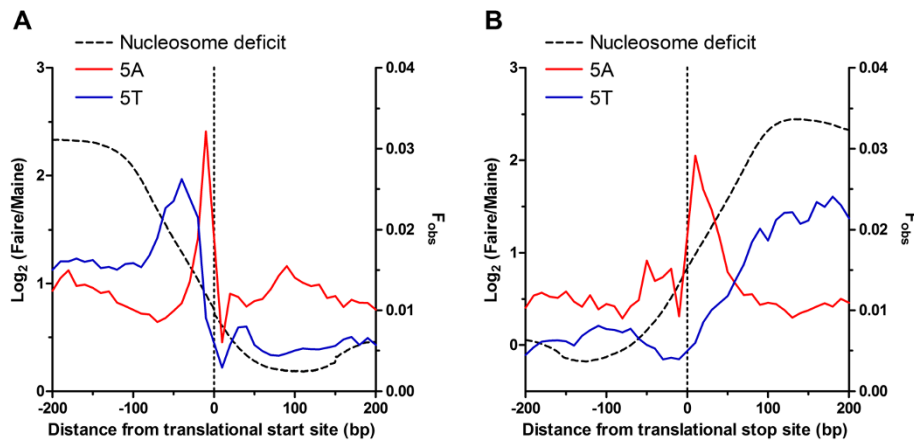 A
Nucleosome deficit
5A
5T
3
2
1
0
0.04
0.03
0.02
0.01
0.00
-200
-100
0
100
200
Log2 (Faire/Maine)
Fobs
Distance from translational start site (bp)
B
Nucleosome deficit
5A
5T
3
2
1
0
0.04
0.03
0.02
0.01
0.00
-200
-100
0
100
200
Log2 (Faire/Maine)
Fobs
Distance from translational stop site (bp)